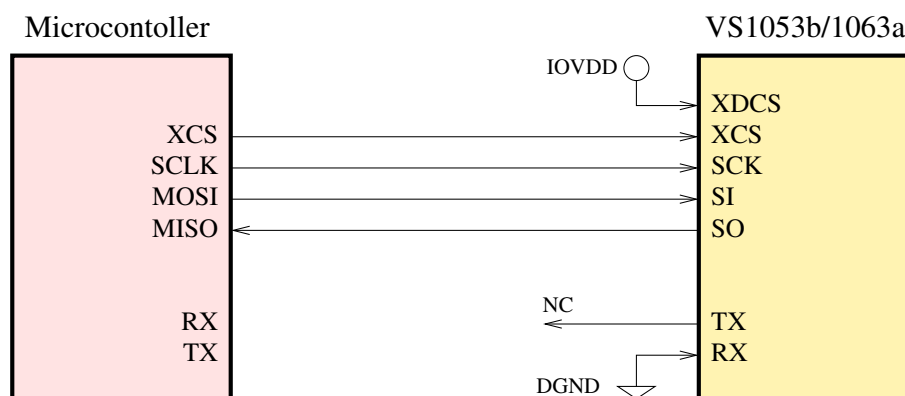 Microcontoller
VS1053b/1063a
IOVDD
XDCS
XCS
XCS
SCLK
SCK
MOSI
SI
MISO
SO
NC
RX
TX
TX
RX
DGND